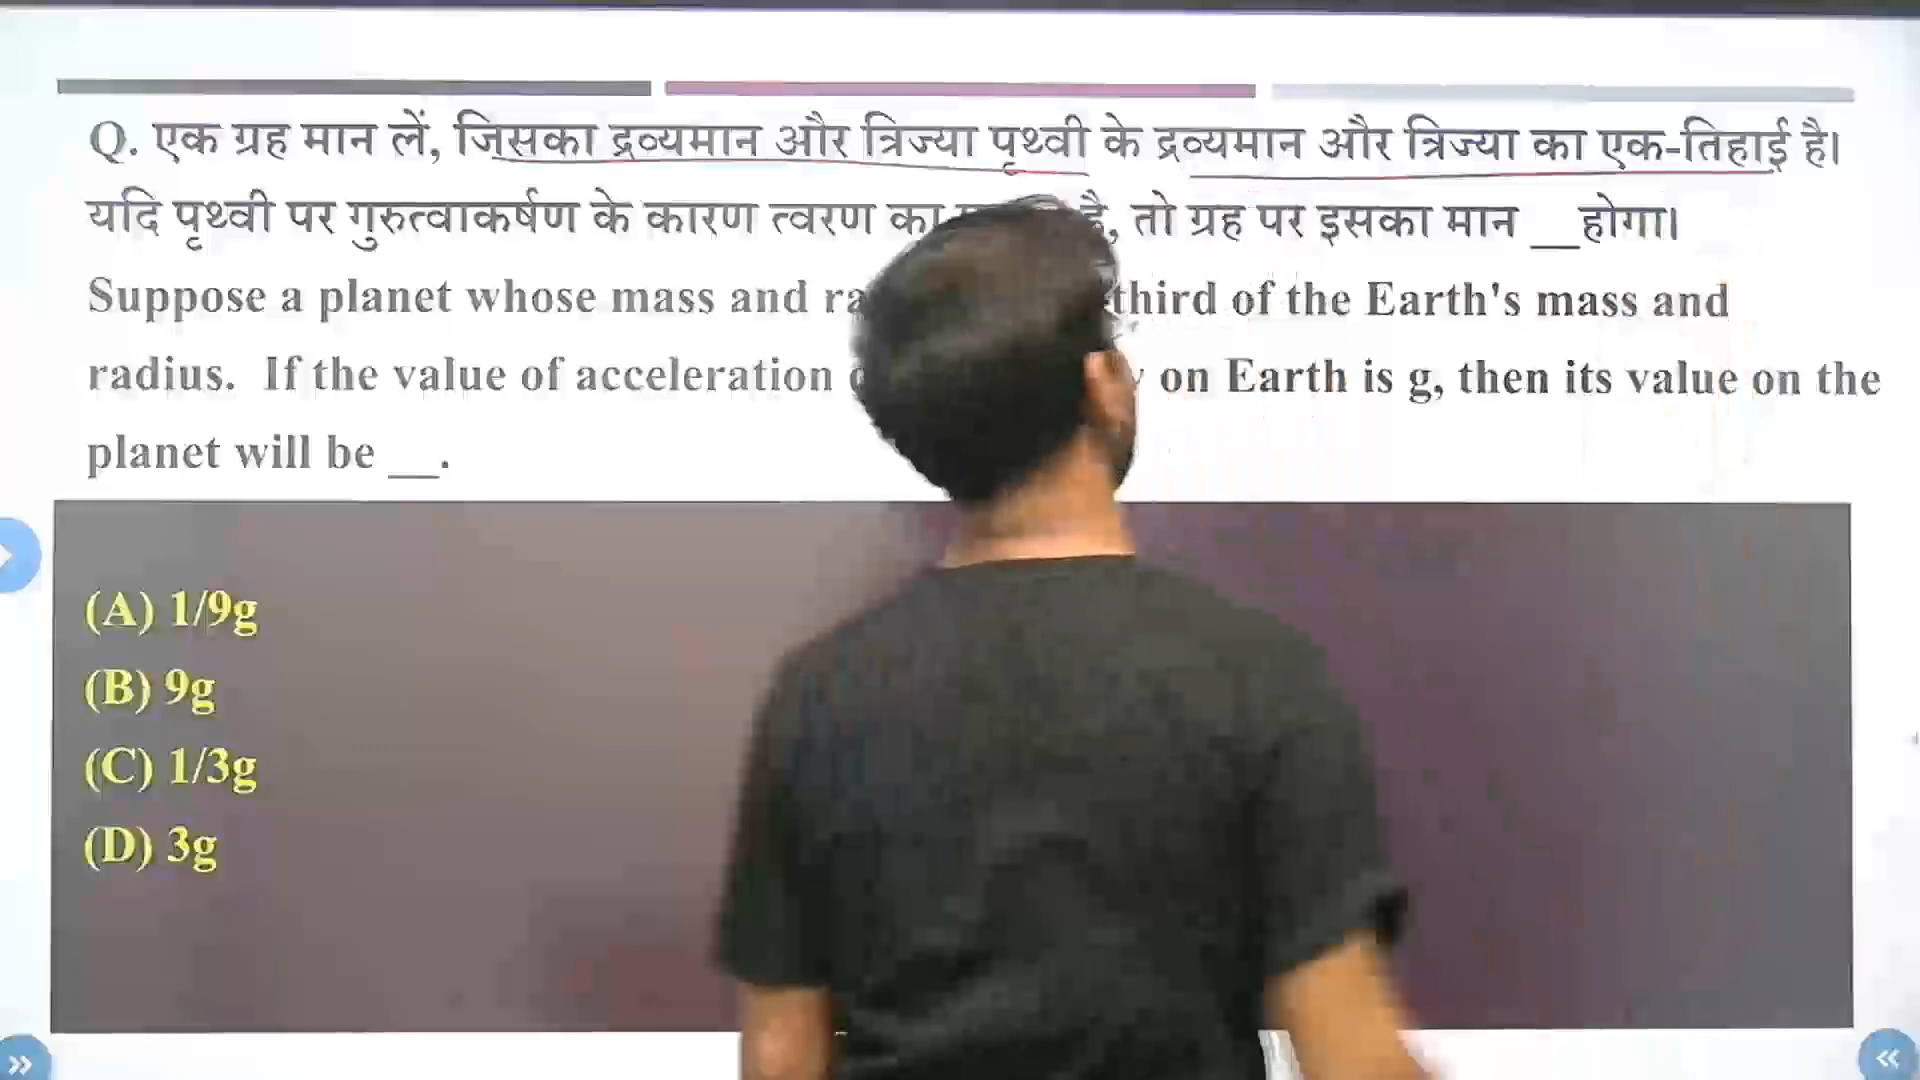 Q. एक ग्रह मान लें, जिसका द्रव्यमान और त्रिज्या पृथ्वी के द्रव्यमान और त्रिज्या का एक-तिहाई है।
यदि पृथ्वी पर गुरुत्वाकर्षण के कारण त्वरण का है, तो ग्रह पर इसका मान __होगा।
Suppose a planet whose mass and third of the Earth's mass and
radius. If the value of acceleration on Earth is g, then its value on the
planet will be __.
(A) 1/9g
(B) 9g
(C) 1/3g
(D) 3g